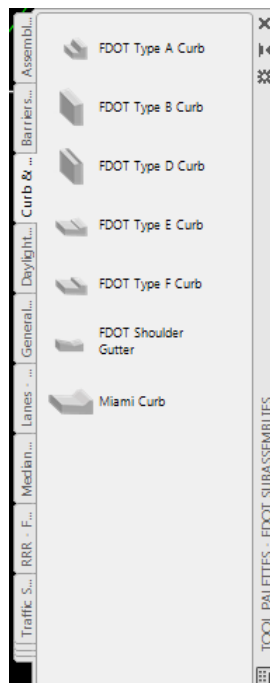 Assembl...
Barriers...
Curb & ...
Daylight...
General...
Lanes - ...
Median...
RRR - F...
Traffic S...
FDOT Type A Curb
FDOT Type B Curb
FDOT Type D Curb
FDOT Type E Curb
FDOT Type F Curb
FDOT Shoulder
Gutter
Miami Curb
TOOL PALETTES - FDOT SUBASSEMBLIES